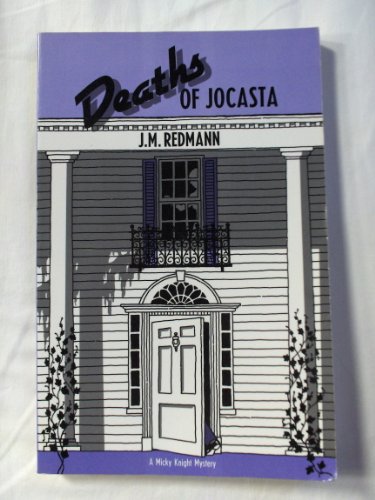 Deaths OF JOCASTA
J.M. REDMANN
A Micky Knight Mystery